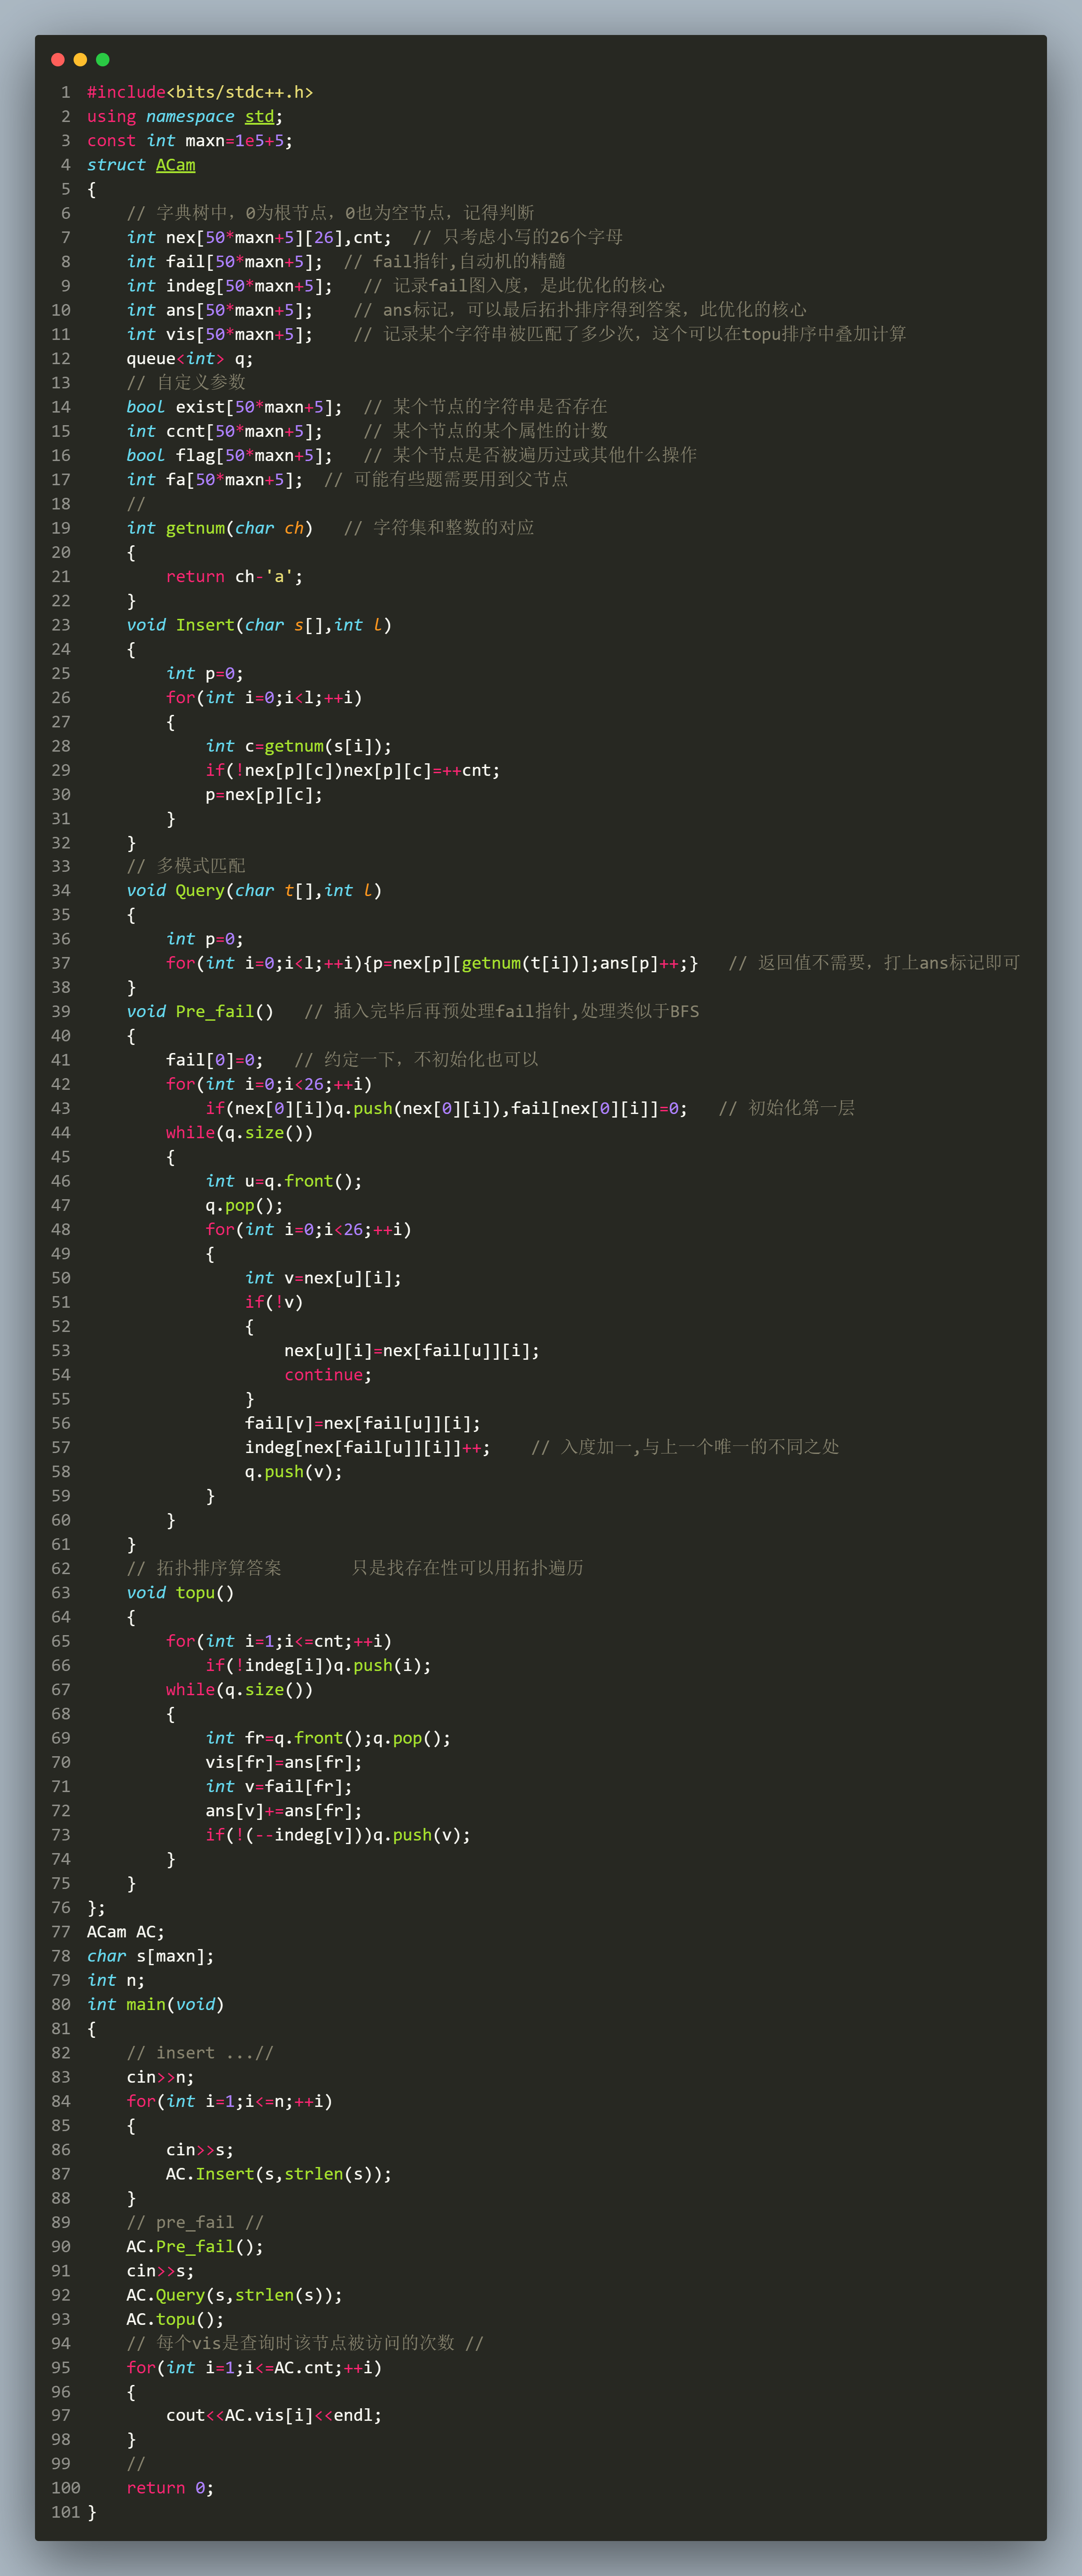 1 #include<bits/stdc++.h>
2 using namespace std;
3 const int maxn=1e5+5;
4 struct ACam
5 {
6     // 字典树中，0为根节点，0也为空节点，记得判断
7     int nex[50*maxn+5][26],cnt;  // 只考虑小写的26个字母
8     int fail[50*maxn+5];  // fail指针,自动机的精髓
9     int indeg[50*maxn+5];   // 记录fail图入度，是此优化的核心
10     int ans[50*maxn+5];    // ans标记，可以最后拓扑排序得到答案，此优化的核心
11     int vis[50*maxn+5];    // 记录某个字符串被匹配了多少次，这个可以在topu排序中叠加计算
12     queue<int> q;
13     // 自定义参数
14     bool exist[50*maxn+5];  // 某个节点的字符串是否存在
15     int ccnt[50*maxn+5];    // 某个节点的某个属性的计数
16     bool flag[50*maxn+5];   // 某个节点是否被遍历过或其他什么操作
17     int fa[50*maxn+5];  // 可能有些题需要用到父节点
18     //
19     int getnum(char ch)   // 字符集和整数的对应
20     {
21         return ch-'a';
22     }
23     void Insert(char s[],int l)
24     {
25         int p=0;
26         for(int i=0;i<l;++i)
27         {
28             int c=getnum(s[i]);
29             if(!nex[p][c])nex[p][c]=++cnt;
30             p=nex[p][c];
31         }
32     }
33     // 多模式匹配
34     void Query(char t[],int l)
35     {
36         int p=0;
37         for(int i=0;i<l;++i){p=nex[p][getnum(t[i])];ans[p]++;}   // 返回值不需要，打上ans标记即可
38     }
39     void Pre_fail()   // 插入完毕后再预处理fail指针,处理类似于BFS
40     {
41         fail[0]=0;   // 约定一下，不初始化也可以
42         for(int i=0;i<26;++i)
43             if(nex[0][i])q.push(nex[0][i]),fail[nex[0][i]]=0;   // 初始化第一层
44         while(q.size())
45         {
46             int u=q.front();
47             q.pop();
48             for(int i=0;i<26;++i)
49             {
50                 int v=nex[u][i];
51                 if(!v)
52                 {
53                     nex[u][i]=nex[fail[u]][i];
54                     continue;
55                 }
56                 fail[v]=nex[fail[u]][i];
57                 indeg[nex[fail[u]][i]]++;    // 入度加一,与上一个唯一的不同之处
58                 q.push(v);
59             }
60         }
61     }
62     // 拓扑排序算答案       只是找存在性可以用拓扑遍历
63     void topu()
64     {
65         for(int i=1;i<=cnt;++i)
66             if(!indeg[i])q.push(i);
67         while(q.size())
68         {
69             int fr=q.front();q.pop();
70             vis[fr]=ans[fr];
71             int v=fail[fr];
72             ans[v]+=ans[fr];
73             if(!(--indeg[v]))q.push(v);
74         }
75     }
76 };
77 ACam AC;
78 char s[maxn];
79 int n;
80 int main(void)
81 {
82     // insert ...//
83     cin>>n;
84     for(int i=1;i<=n;++i)
85     {
86         cin>>s;
87         AC.Insert(s,strlen(s));
88     }
89     // pre_fail //
90     AC.Pre_fail();
91     cin>>s;
92     AC.Query(s,strlen(s));
93     AC.topu();
94     // 每个vis是查询时该节点被访问的次数 //
95     for(int i=1;i<=AC.cnt;++i)
96     {
97         cout<<AC.vis[i]<<endl;
98     }
99     //
100     return 0;
101 }